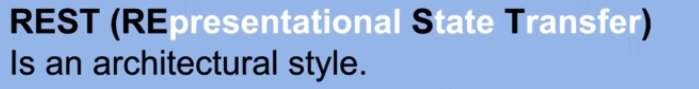 REST (REpresentational State Transfer)
Is an architectural style.